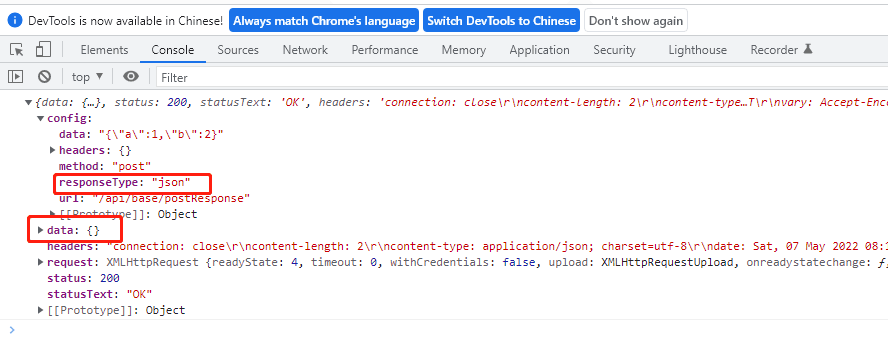 DevTools is now available in Chinese! Always match Chrome's language Switch DevTools to Chinese Don't show again
Elements Console Sources Network Performance Memory Application Security Lighthouse Recorder
top Filter
{data: {…}, status: 200, statusText: 'OK', headers: 'connection: close\r\ncontent-length: 2\r\ncontent-type…T\r\nvary: Accept-Enc
config:
data: "{\"a\":1,\"b\":2}"
headers: {}
method: "post"
responseType: "json"
url: "/api/base/postResponse"
[[Prototype]]: Object
data: {}
headers: "connection: close\r\ncontent-length: 2\r\ncontent-type: application/json; charset=utf-8\r\ndate: Sat, 07 May 2022 08:1
request: XMLHttpRequest {readyState: 4, timeout: 0, withCredentials: false, upload: XMLHttpRequestUpload, onreadystatechange: ƒ,
status: 200
statusText: "OK"
[[Prototype]]: Object